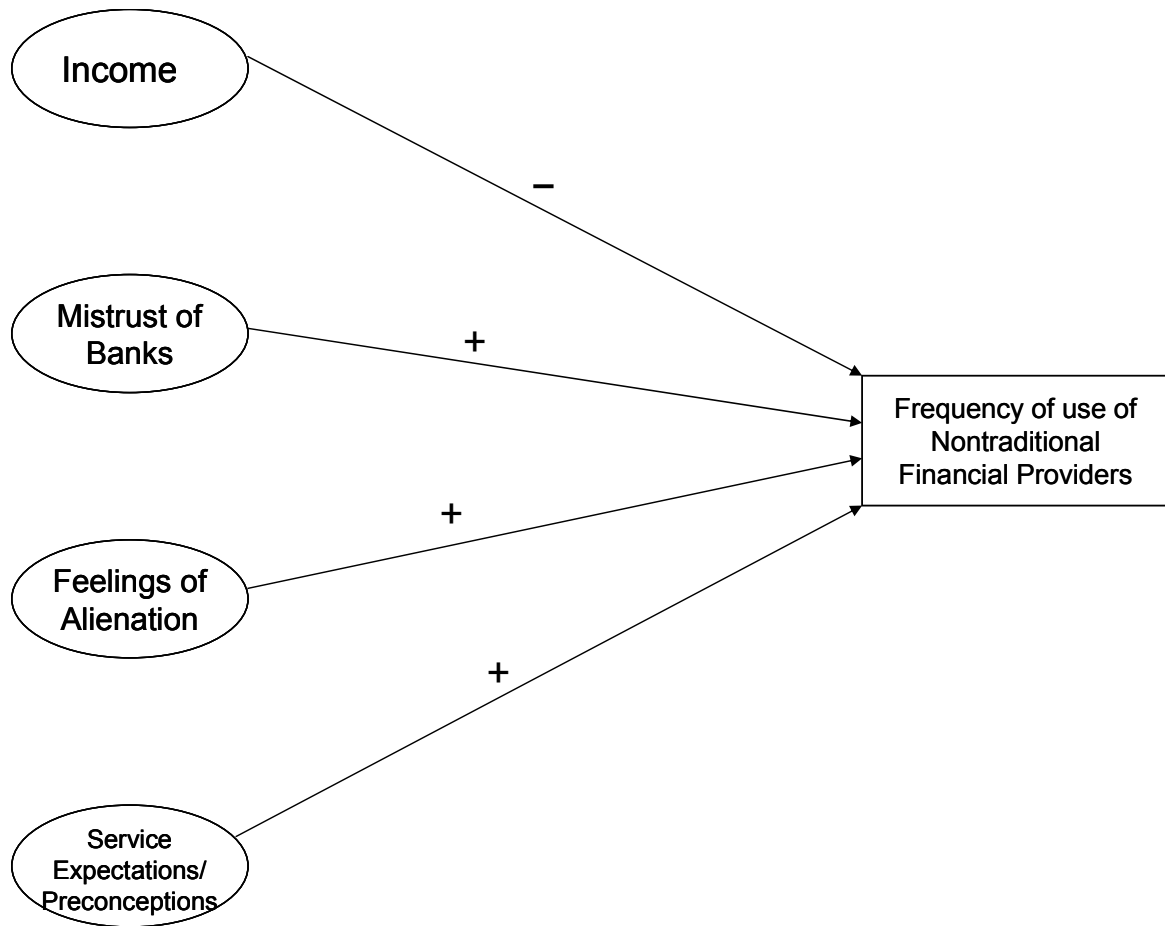 Income
−
Mistrust of
Banks
+
Frequency of use of
Nontraditional
Financial Providers
+
Feelings of
Alienation
+
Service
Expectations/
Preconceptions